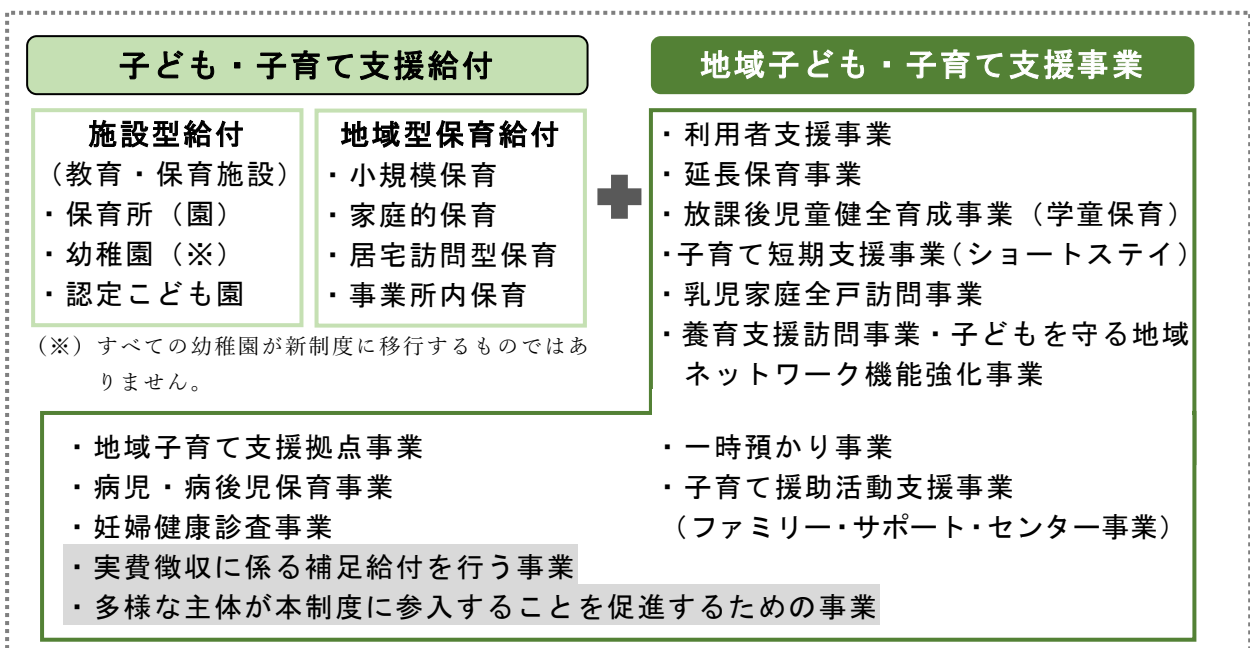 子ども・子育て支援給付
施設型給付
（教育・保育施設）
・保育所（園）
・幼稚園（※）
・認定こども園
地域型保育給付
・小規模保育
・家庭的保育
・居宅訪問型保育
・事業所内保育
（※）すべての幼稚園が新制度に移行するものではあ
りません。
地域子ども・子育て支援事業
・利用者支援事業
・延長保育事業
・放課後児童健全育成事業（学童保育）
・子育て短期支援事業（ショートステイ）
・乳児家庭全戸訪問事業
・養育支援訪問事業・子どもを守る地域
ネットワーク機能強化事業
・地域子育て支援拠点事業
・病児・病後児保育事業
・妊婦健康診査事業
・実費徴収に係る補足給付を行う事業
・多様な主体が本制度に参入することを促進するための事業
・一時預かり事業
・子育て援助活動支援事業
（ファミリー・サポート・センター事業）